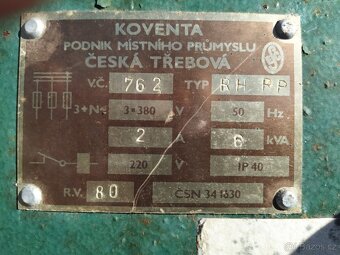 KOVENTA
PODNIK MÍSTNÍHO PRŮMYSLU
ČESKÁ TŘEBOVÁ
V.Č. 762 TYP RH PP
3+N~ 3×380 V 50 Hz
2 A 6 kVA
220 V IP 40
R.V. 80 ČSN 34 1330